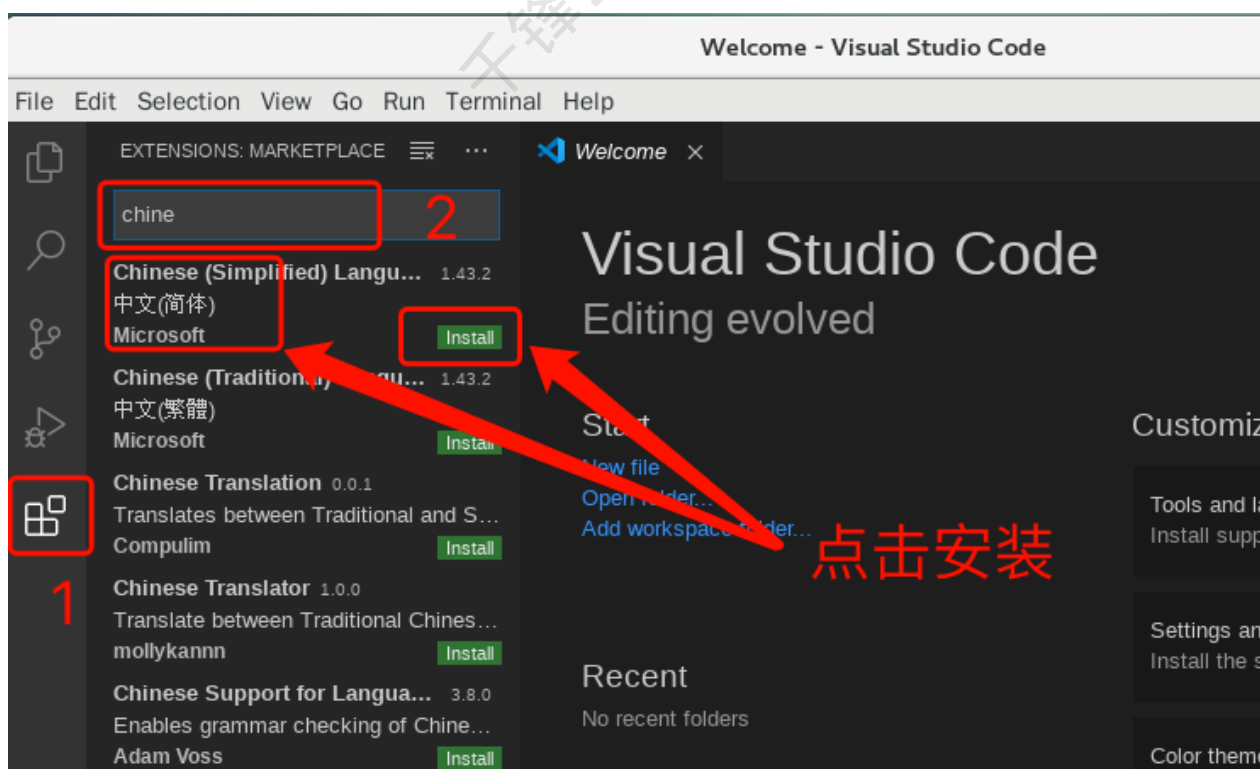 千锋
Welcome - Visual Studio Code
File Edit Selection View Go Run Terminal Help
EXTENSIONS: MARKETPLACE ...
Welcome ×
chine
2
Chinese (Simplified) Langu... 1.43.2
中文(简体)
Microsoft Install
Chinese (Traditional) Langu... 1.43.2
中文(繁體)
Microsoft Install
Chinese Translation 0.0.1
Translates between Traditional and S...
Compulim Install
1
Chinese Translator 1.0.0
Translate between Traditional Chines...
mollykannn Install
Chinese Support for Langua... 3.8.0
Enables grammar checking of Chine...
Adam Voss Install
Visual Studio Code
Editing evolved
Start
New file
Open folder...
Add workspace folder...
点击安装
Recent
No recent folders
Customiz
Tools and la
Install supp
Settings an
Install the s
Color theme